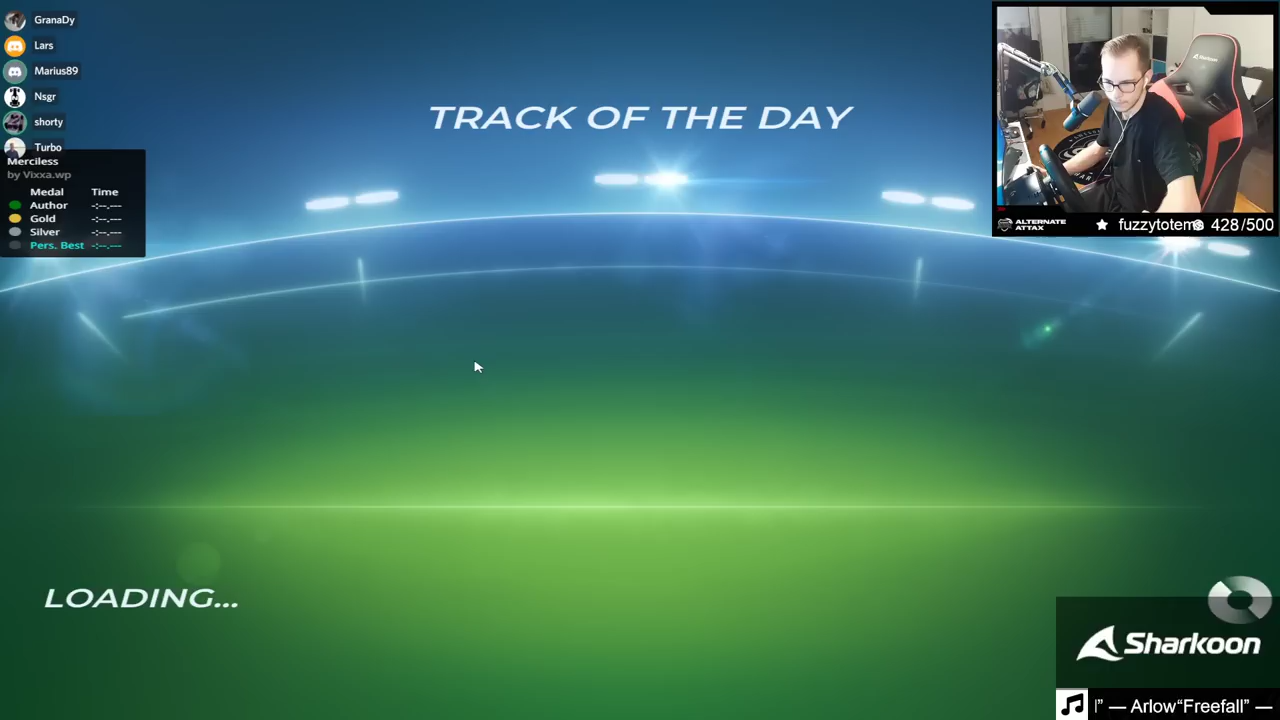 GranaDy
Lars
Marius89
Nsgr
shorty
Turbo
Merciless
by Vixxa.wp
Medal Time
Author -:--.---
Gold -:--.---
Silver -:--.---
Pers. Best -:--.---
TRACK OF THE DAY
Sharkoon
ALTERNATE
ATTAX
fuzzytotem 428/500
LOADING...
Sharkoon
l” — Arlow“Freefall” —